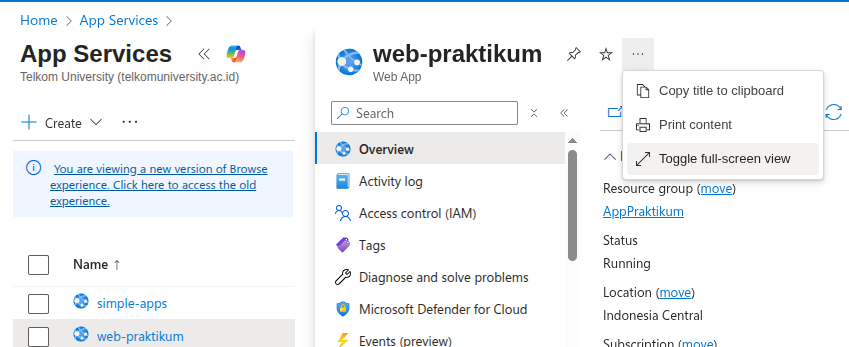 Home > App Services >
App Services
Telkom University (telkomuniversity.ac.id)
Create
You are viewing a new version of Browse
experience. Click here to access the old
experience.
Name ↑
simple-apps
web-praktikum
web-praktikum
Web App
Search
Overview
Activity log
Access control (IAM)
Tags
Diagnose and solve problems
Microsoft Defender for Cloud
Events (preview)
Copy title to clipboard
Print content
Toggle full-screen view
Resource group (move)
AppPraktikum
Status
Running
Location (move)
Indonesia Central
Subscription (move)